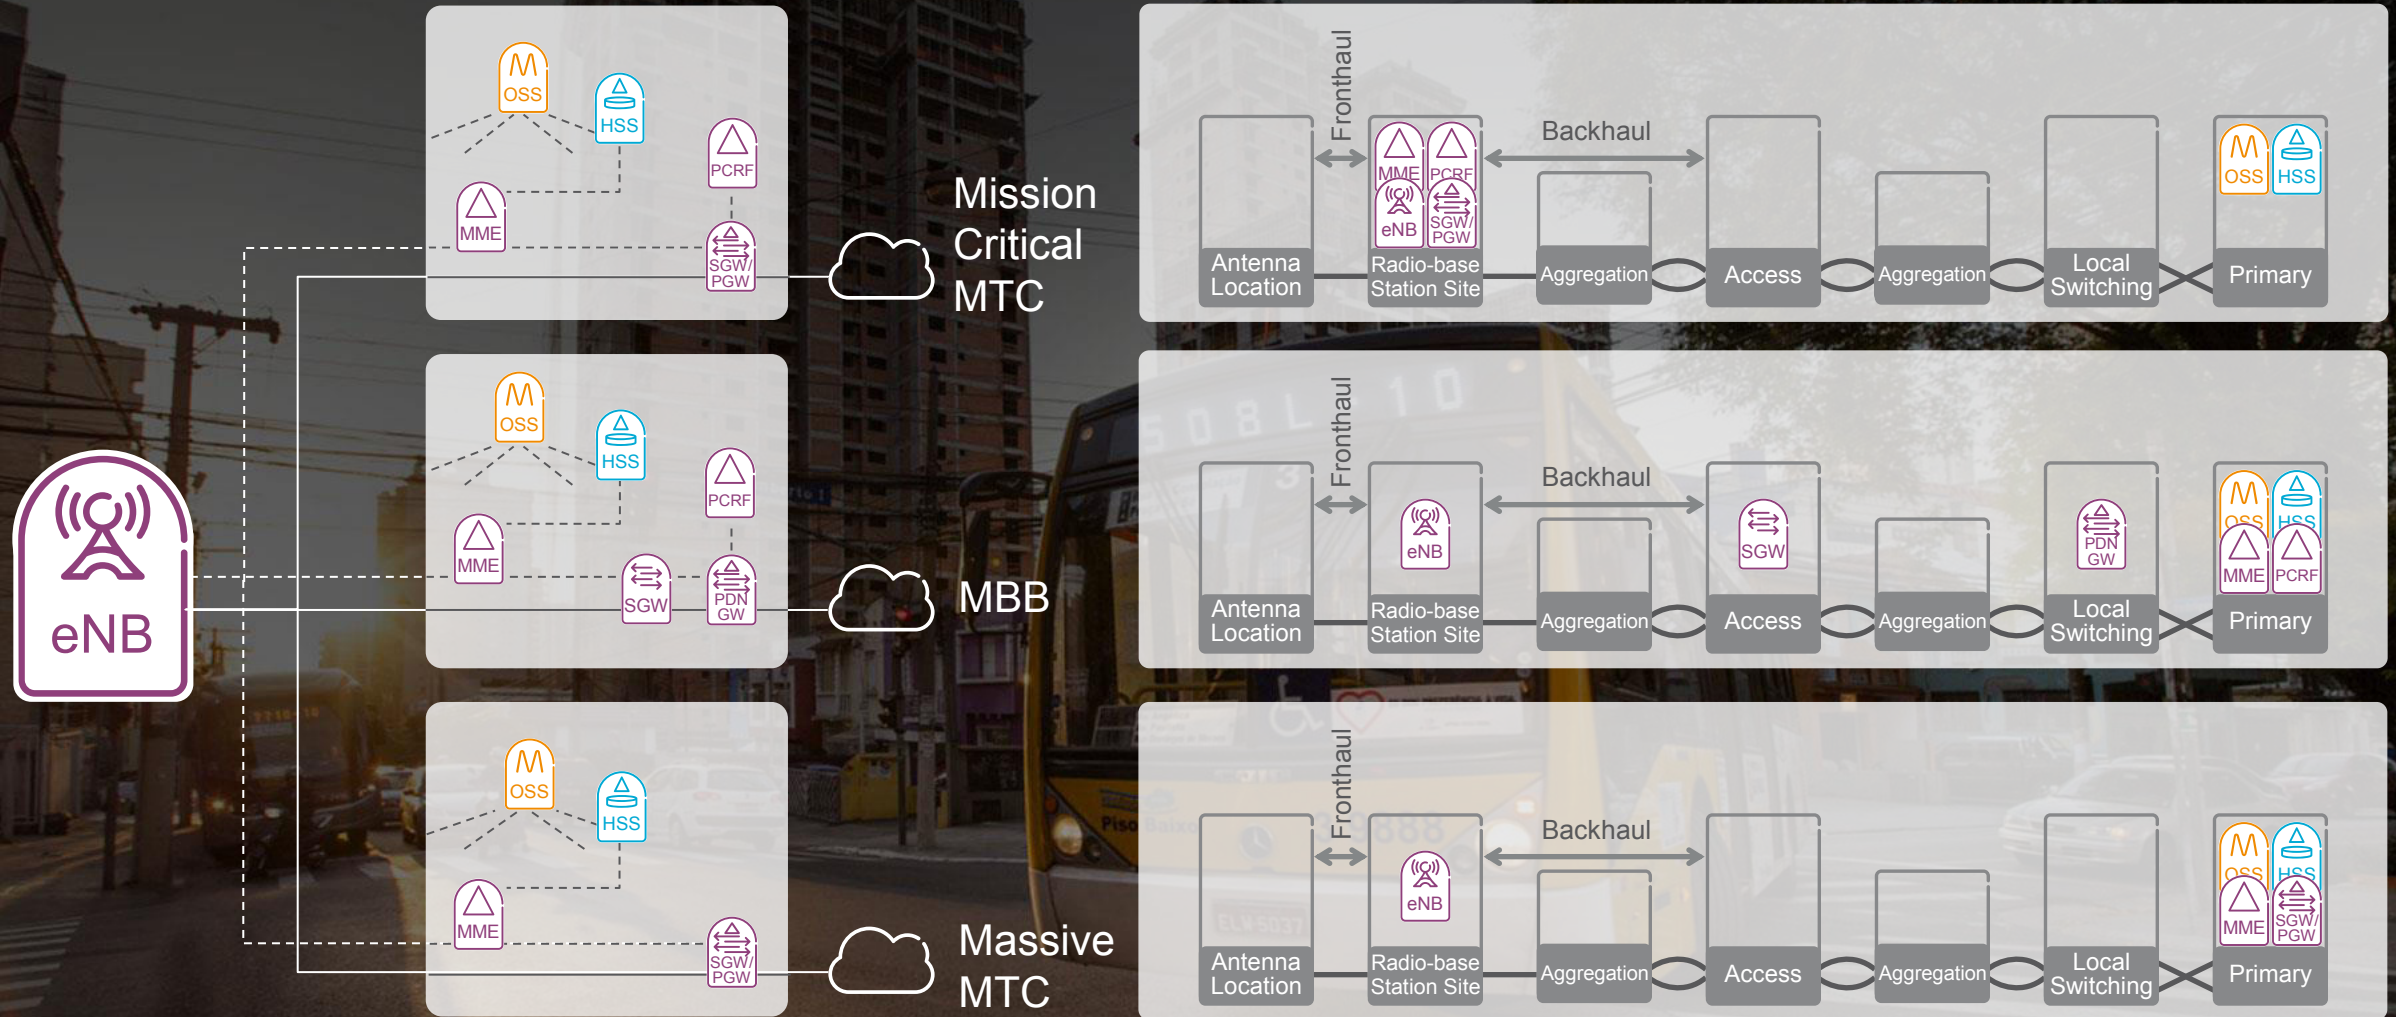 OSS
HSS
PCRF
MME
SGW/
PGW
Mission
Critical
MTC
Fronthaul
Backhaul
MME
PCRF
eNB
SGW/
PGW
OSS
HSS
Antenna
Location
Radio-base
Station Site
Aggregation
Access
Aggregation
Local
Switching
Primary
eNB
OSS
HSS
PCRF
MME
SGW
PDN
GW
MBB
Fronthaul
Backhaul
eNB
SGW
PDN
GW
OSS
HSS
MME
PCRF
Antenna
Location
Radio-base
Station Site
Aggregation
Access
Aggregation
Local
Switching
Primary
OSS
HSS
MME
SGW/
PGW
Massive
MTC
Fronthaul
Backhaul
eNB
OSS
HSS
MME
SGW/
PGW
Antenna
Location
Radio-base
Station Site
Aggregation
Access
Aggregation
Local
Switching
Primary
508L-10
Piso Baixo